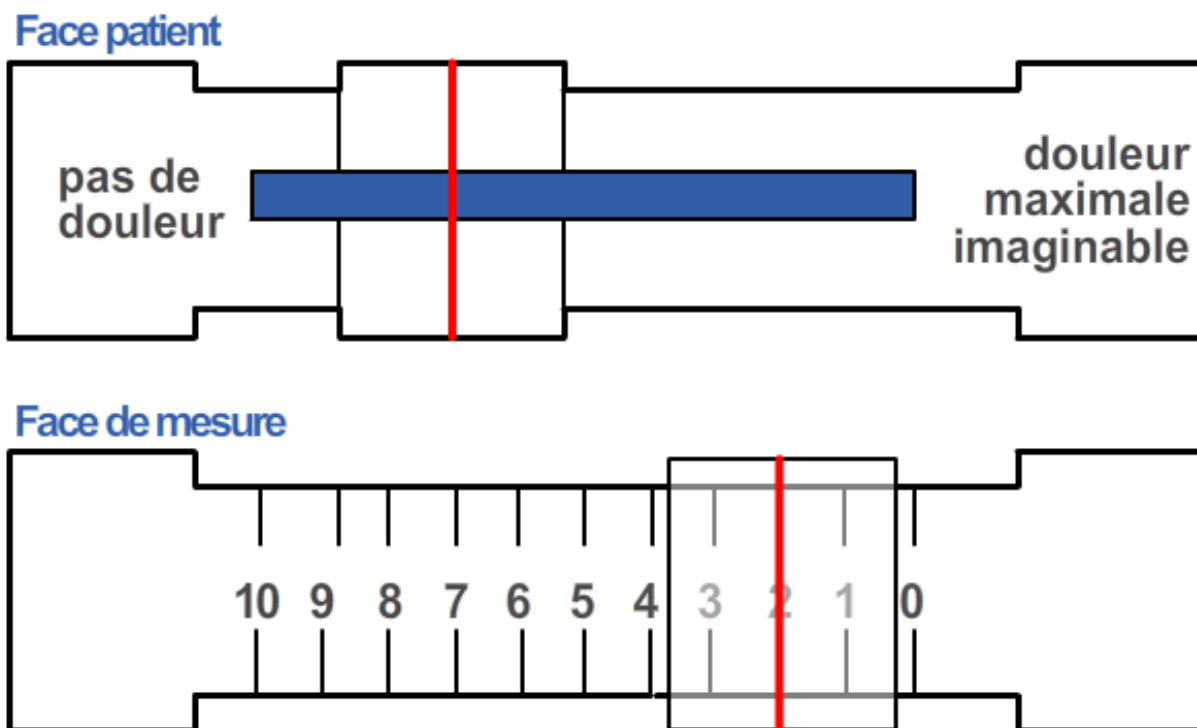 Face patient
pas de
douleur
douleur
maximale
imaginable
Face de mesure
10 9 8 7 6 5 4 3 2 1 0